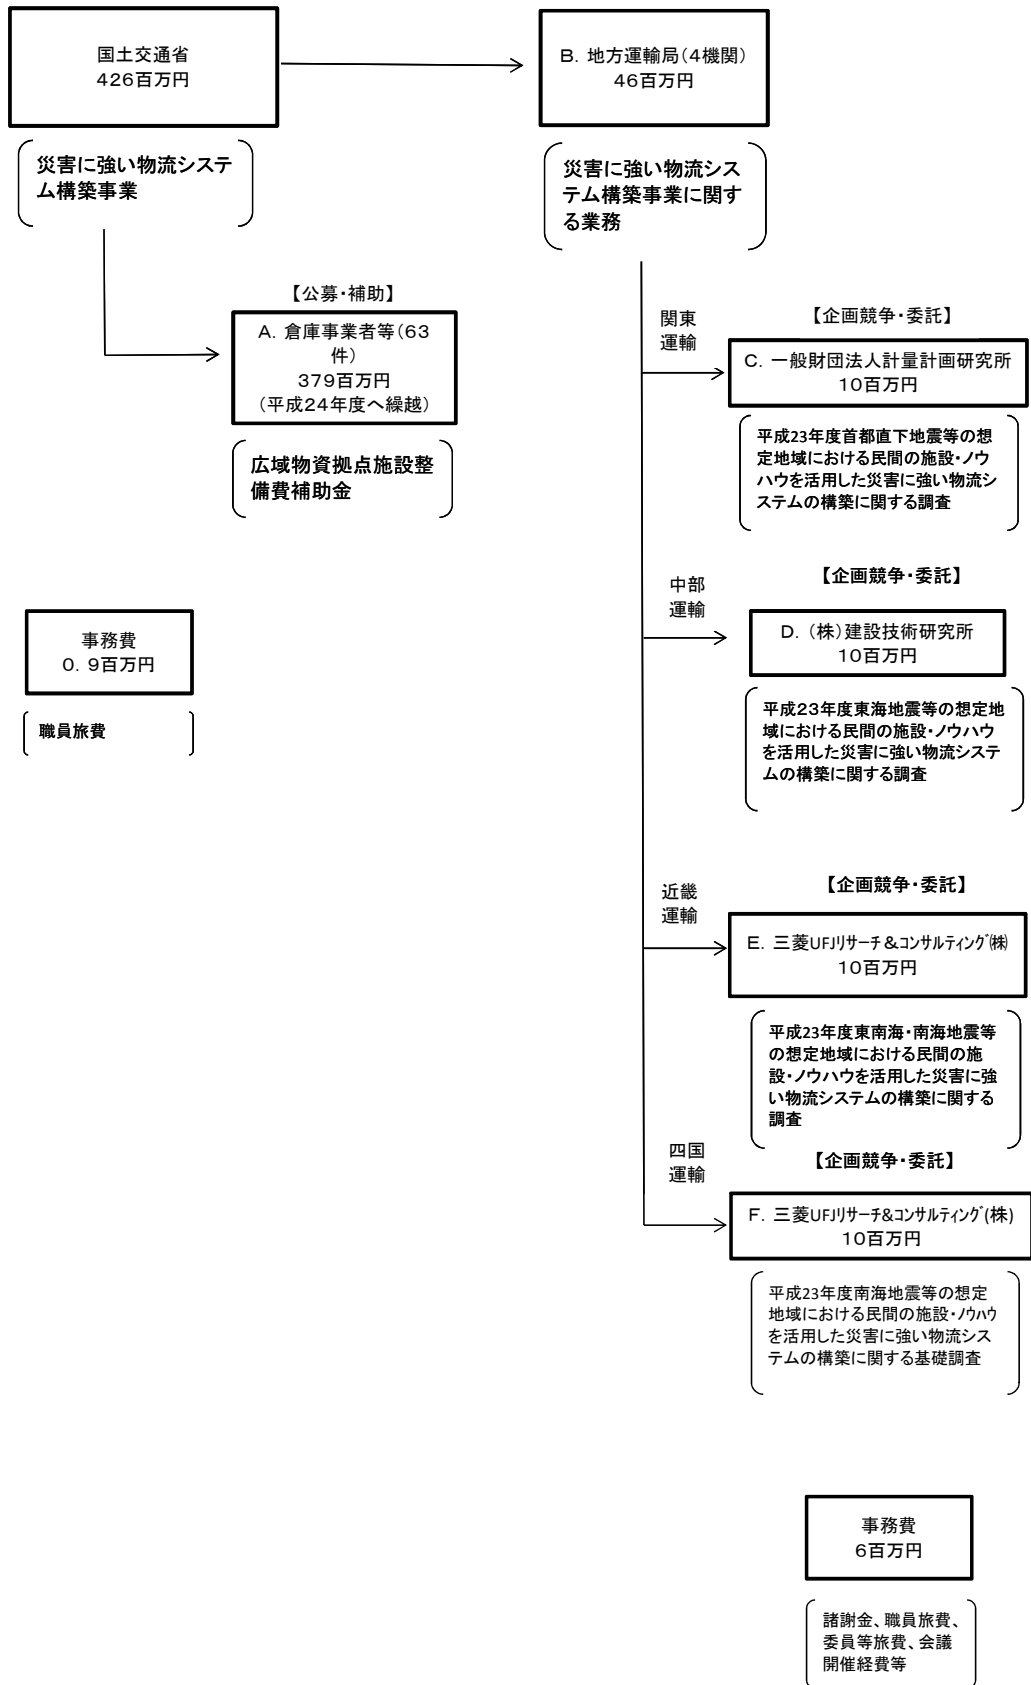 国土交通省
426百万円
B．地方運輸局（4機関）
46百万円
災害に強い物流システ
ム構築事業
災害に強い物流シス
テム構築事業に関す
る業務
【公募・補助】
A．倉庫事業者等（63
件）
379百万円
（平成24年度へ繰越）
広域物資拠点施設整
備費補助金
事務費
0．9百万円
職員旅費
関東
運輸
【企画競争・委託】
C．一般財団法人計量計画研究所
10百万円
平成23年度首都直下地震等の想
定地域における民間の施設・ノウ
ハウを活用した災害に強い物流シ
ステムの構築に関する調査
中部
運輸
【企画競争・委託】
D．（株）建設技術研究所
10百万円
平成23年度東海地震等の想定地
域における民間の施設・ノウハウ
を活用した災害に強い物流システ
ムの構築に関する調査
近畿
運輸
【企画競争・委託】
E．三菱UFJﾘｻｰﾁ＆ｺﾝｻﾙﾃｨﾝｸﾞ㈱
10百万円
平成23年度東南海・南海地震等
の想定地域における民間の施
設・ノウハウを活用した災害に強
い物流システムの構築に関する
調査
四国
運輸
【企画競争・委託】
F．三菱UFJﾘｻｰﾁ&ｺﾝｻﾙﾃｨﾝｸﾞ(株)
10百万円
平成23年度南海地震等の想定
地域における民間の施設・ﾉｳﾊｳ
を活用した災害に強い物流シス
テムの構築に関する基礎調査
事務費
6百万円
諸謝金、職員旅費、
委員等旅費、会議
開催経費等